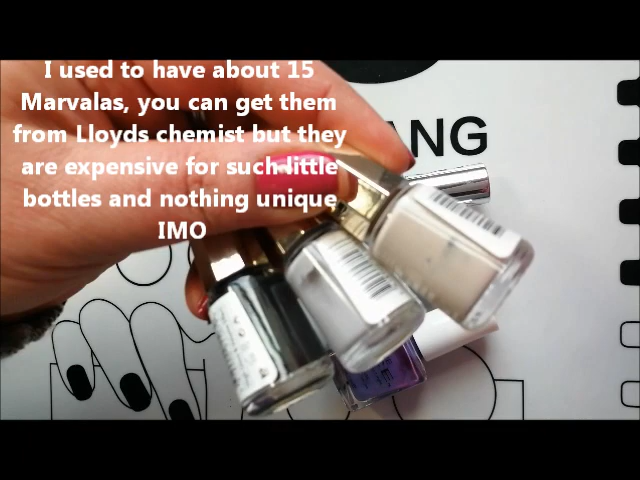 I used to have about 15
Marvalas, you can get them
from Lloyds chemist but they
are expensive for such little
bottles and nothing unique
IMO
ANG